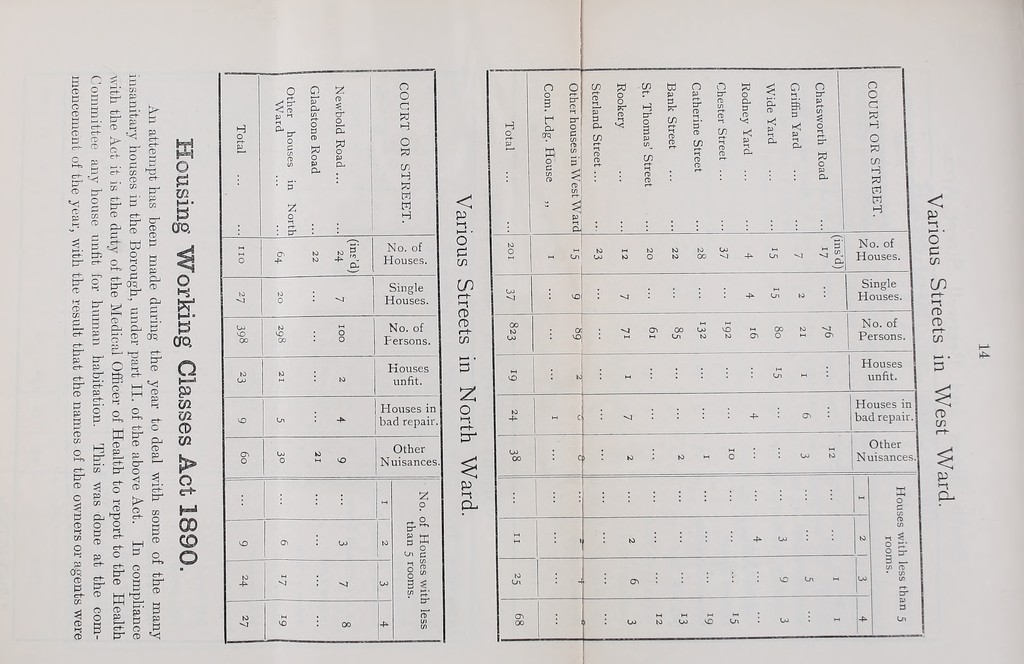 14
Various Streets in West Ward.
COURT OR STREET. No. of Houses. Single Houses. No. of Persons. Houses unfit. Houses in bad repair. Other Nuisances. Houses with less than 5 rooms.
1 2 3 4
(ins'd)
Chatsworth Road 17 ... 76 ... ... 12 ... ... 1 1
Griffin Yard ... ... 7 2 21 1 6 3 ... ... 5 ...
Wide Yard ... ... 15 15 80 15 ... ... ... 3 9 3
Rodney Yard ... ... 4 4 16 ... 4 ... ... 4 ... ...
Chester Street ... ... 37 ... 192 ... ... 10 ... ... ... 15
Catherine Street ... 28 ... 132 ... ... 1 ... ... ... 19
Bank Street ... ... 22 ... 85 ... ... 2 ... ... ... 13
St. Thomas' Street ... 20 ... 61 ... ... ... ... ... ... 12
Rookery ... ... 12 7 71 1 7 2 ... 2 6 3
Sterland Street ... ... 23 ... ... ... ... ... ... ... ... ...
Other houses in West Ward 15 9 89 2 ... 2 4
Com. Ldg. House „ 1 ... ... ... 1 ... ... ... ... ...
Total ... ... 201 37 823 19 24 38 ... 11 25 68
Various Streets in North Ward.
COURT OR STREET. No. of Houses. Single Houses. No. of Persons. Houses unfit. Houses in bad repair. Other Nuisances. No. of Houses with less than 5 rooms.
1 2 3 4
(ins'd)
Newbold Road ... ... 24 7 100 2 4 9 ... 3 7 8
Gladstone Road 22 ... ... ... ... 21 ... ... ... ...
Other houses in North
Ward ... ... 64 20 298 21 5 30 ... 6 17 19
Total ... ... 110 27 398 23 9 60 ... 9 24 27
Housing Working Classes Act 1890.
An attempt has been made during the year to deal with some of the many
insanitary houses in the Borough, under part II. of the above Act. In compliance
with the Act it is the duty of the Medical Officer of Health to report to the Health
Committee any house unfit for human habitation. This was done at the com-
mencement of the year, with the result that the names of the owners or agents were